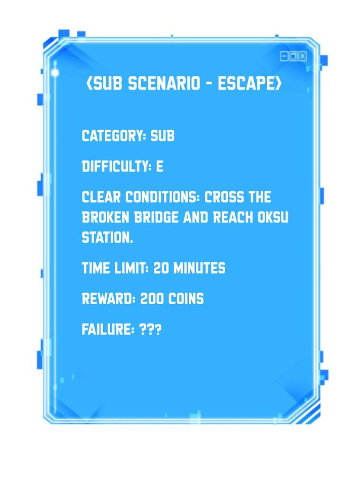 <SUB SCENARIO - ESCAPE>
CATEGORY: SUB
DIFFICULTY: E
CLEAR CONDITIONS: CROSS THE
BROKEN BRIDGE AND REACH OKSU
STATION.
TIME LIMIT: 20 MINUTES
REWARD: 200 COINS
FAILURE: ???